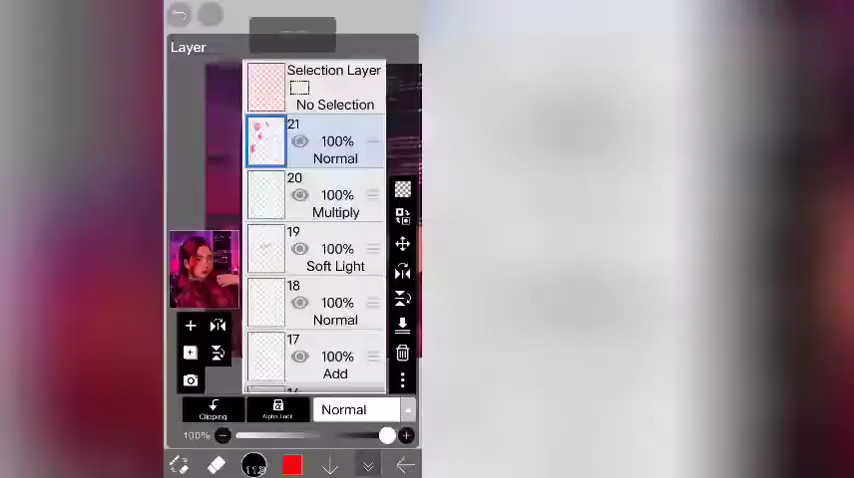 Layer
Selection Layer
No Selection
21
100%
Normal
20
100%
Multiply
19
100%
Soft Light
18
100%
Normal
17
100%
Add
Clipping
Alpha Lock
Normal
100%